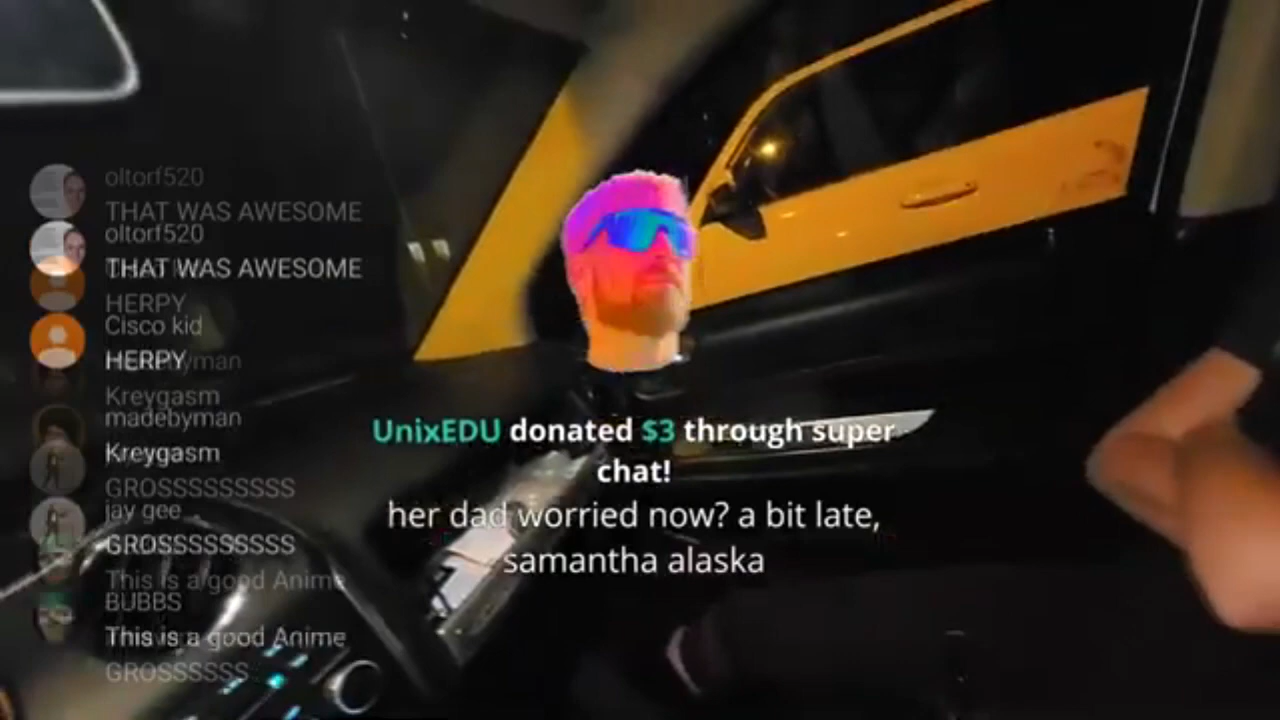 oltorf520
THAT WAS AWESOME
oltorf520
THAT WAS AWESOME
HERPY
Cisco kid
HERPY
Kreygasm
madebyman
Kreygasm
GROSSSSSSSSS
jay gee
GROSSSSSSSSS
This is a good Anime
BUBBS
This is a good Anime
GROSSSSSS
UnixEDU donated $3 through super
chat!
her dad worried now? a bit late,
samantha alaska